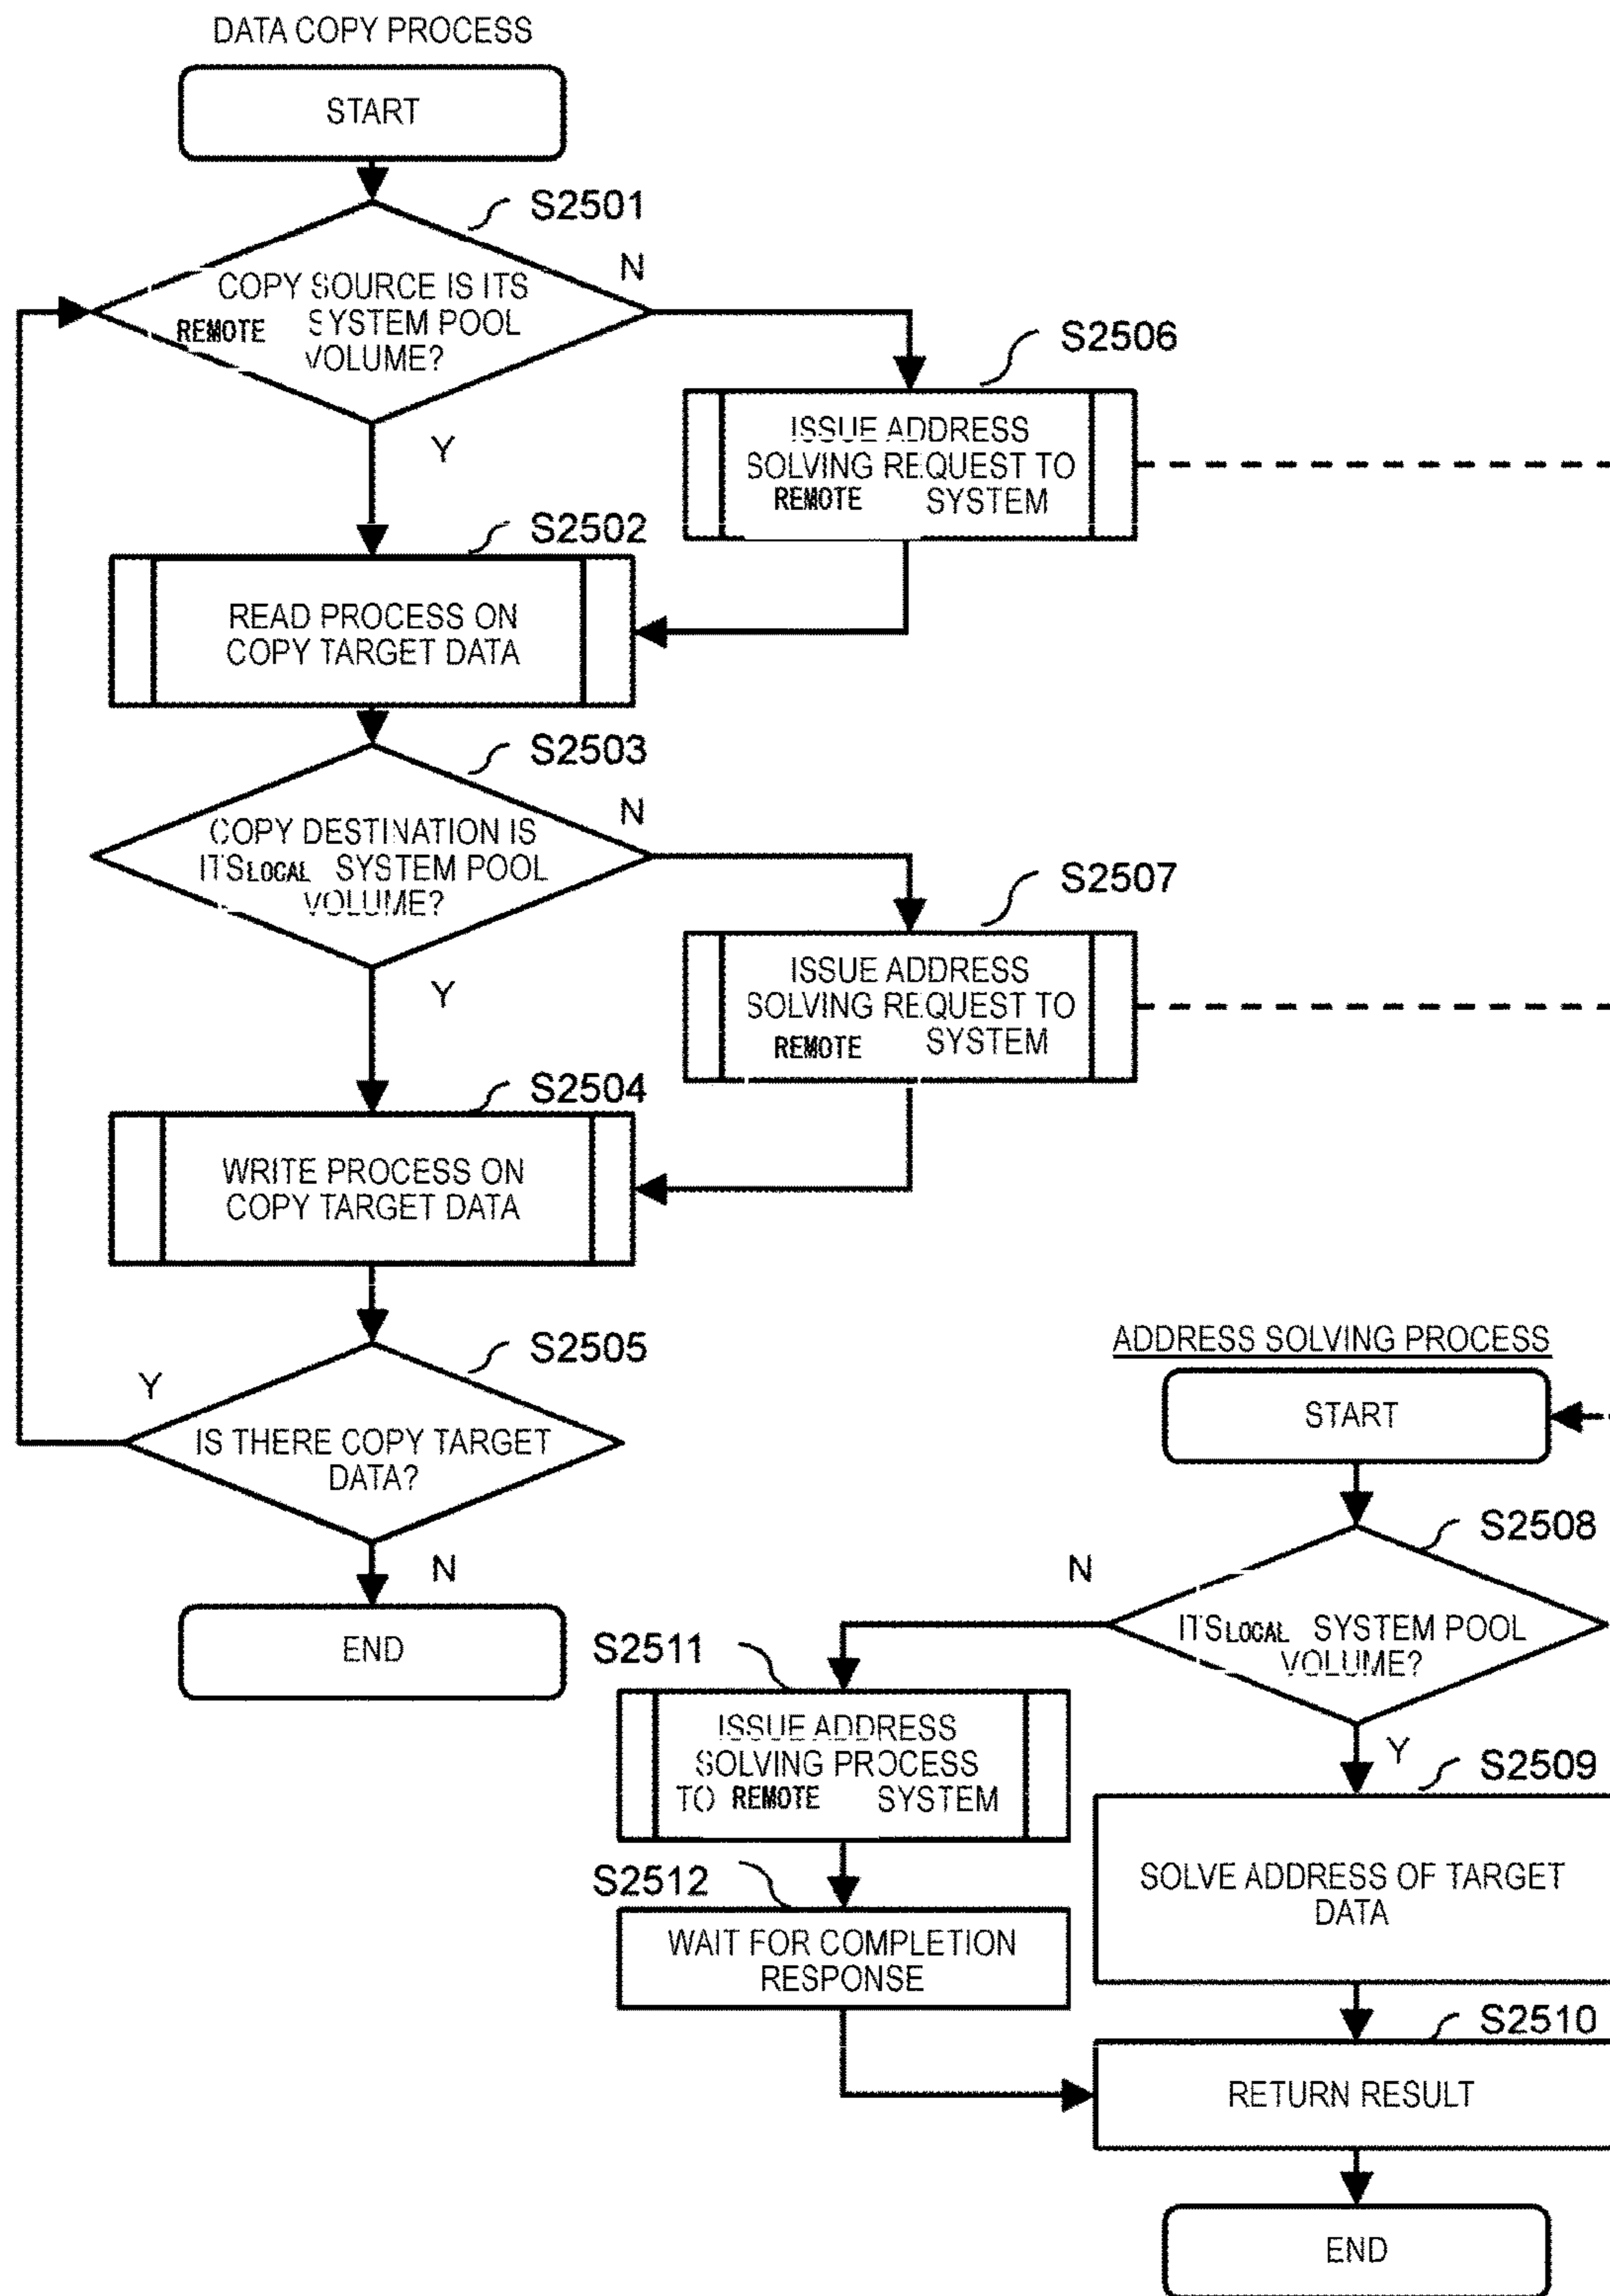 DATA COPY PROCESS
START
S2501
COPY SOURCE IS ITS
REMOTE SYSTEM POOL
VOLUME?
N
Y
S2506
ISSUE ADDRESS
SOLVING REQUEST TO
REMOTE SYSTEM
S2502
READ PROCESS ON
COPY TARGET DATA
S2503
COPY DESTINATION IS
ITS LOCAL SYSTEM POOL
VOLUME?
N
Y
S2507
ISSUE ADDRESS
SOLVING REQUEST TO
REMOTE SYSTEM
S2504
WRITE PROCESS ON
COPY TARGET DATA
S2505
Y
IS THERE COPY TARGET
DATA?
N
END
ADDRESS SOLVING PROCESS
START
S2508
N
ITS LOCAL SYSTEM POOL
VOLUME?
Y
S2511
ISSUE ADDRESS
SOLVING PROCESS
TO REMOTE SYSTEM
S2509
SOLVE ADDRESS OF TARGET
DATA
S2512
WAIT FOR COMPLETION
RESPONSE
S2510
RETURN RESULT
END